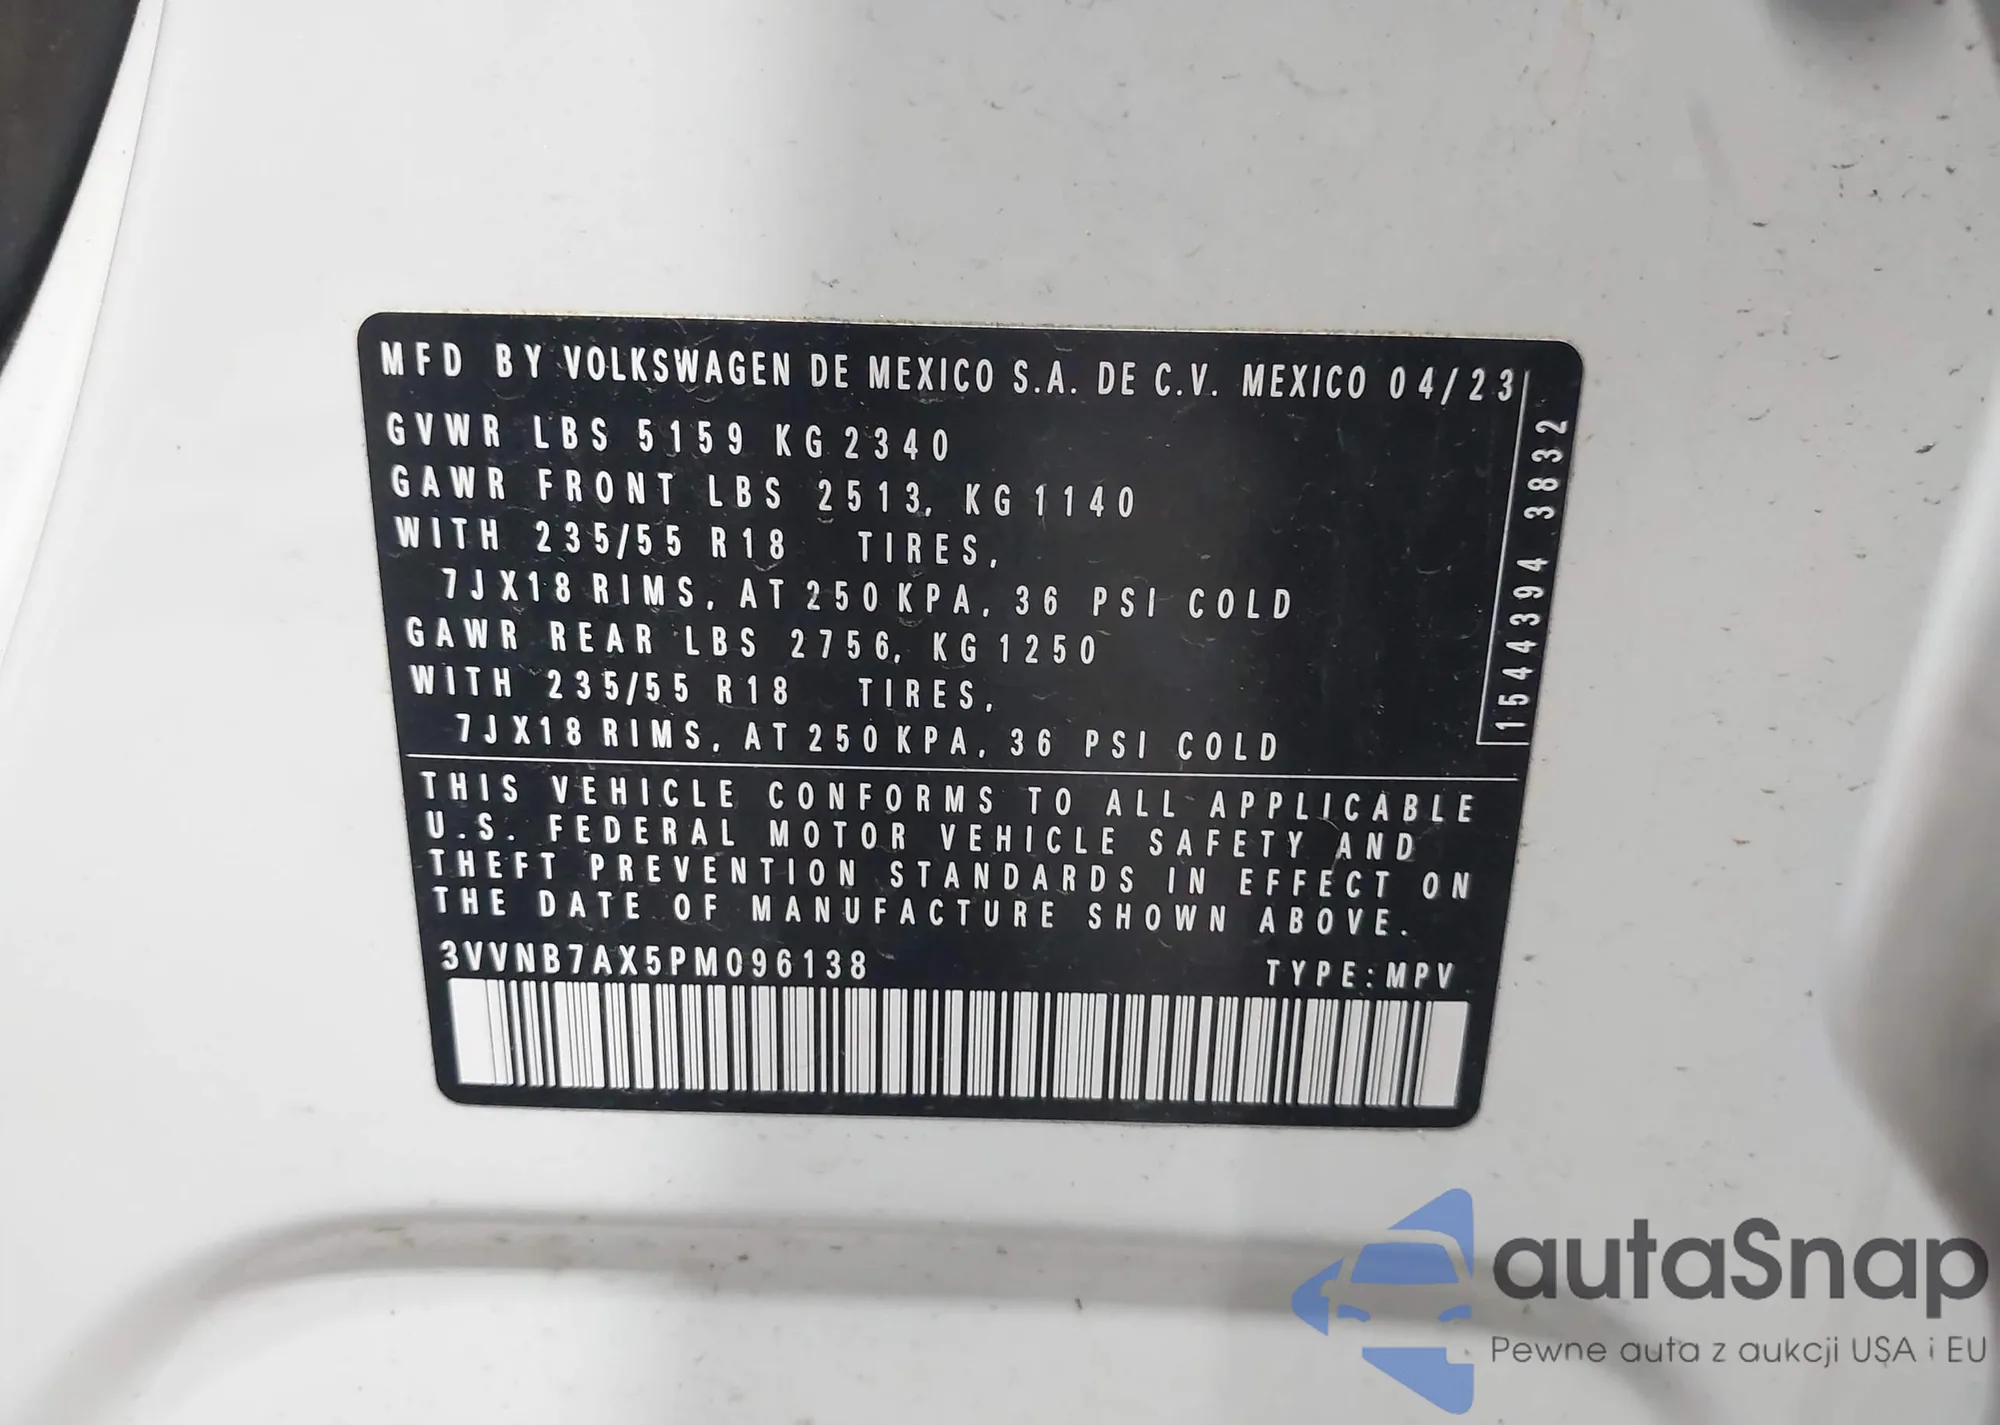 MFD BY VOLKSWAGEN DE MEXICO S.A. DE C.V. MEXICO 04/23
GVWR LBS 5159 KG 2340
GAWR FRONT LBS 2513, KG 1140
WITH 235/55 R18 TIRES,
7JX18 RIMS, AT 250 KPA, 36 PSI COLD
GAWR REAR LBS 2756, KG 1250
WITH 235/55 R18 TIRES,
7JX18 RIMS, AT 250 KPA, 36 PSI COLD
1544394 3832
THIS VEHICLE CONFORMS TO ALL APPLICABLE
U.S. FEDERAL MOTOR VEHICLE SAFETY AND
THEFT PREVENTION STANDARDS IN EFFECT ON
THE DATE OF MANUFACTURE SHOWN ABOVE.
3VVNB7AX5PM096138 TYPE: MPV
autaSnap
Pewne auta z aukcji USA i EU